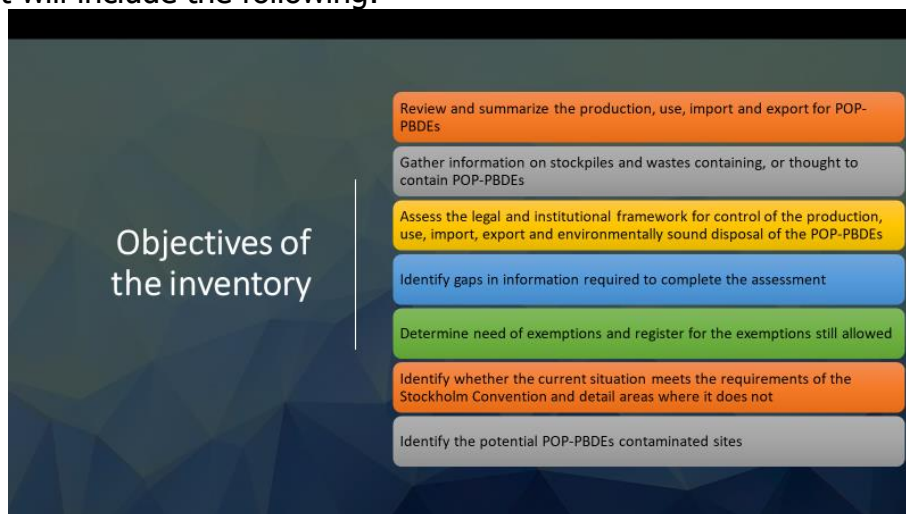 t will include the following:
Objectives of
the inventory
Review and summarize the production, use, import and export for POP-
PBDEs
Gather information on stockpiles and wastes containing, or thought to
contain POP-PBDEs
Assess the legal and institutional framework for control of the production,
use, import, export and environmentally sound disposal of the POP-PBDEs
Identify gaps in information required to complete the assessment
Determine need of exemptions and register for the exemptions still allowed
Identify whether the current situation meets the requirements of the
Stockholm Convention and detail areas where it does not
Identify the potential POP-PBDEs contaminated sites